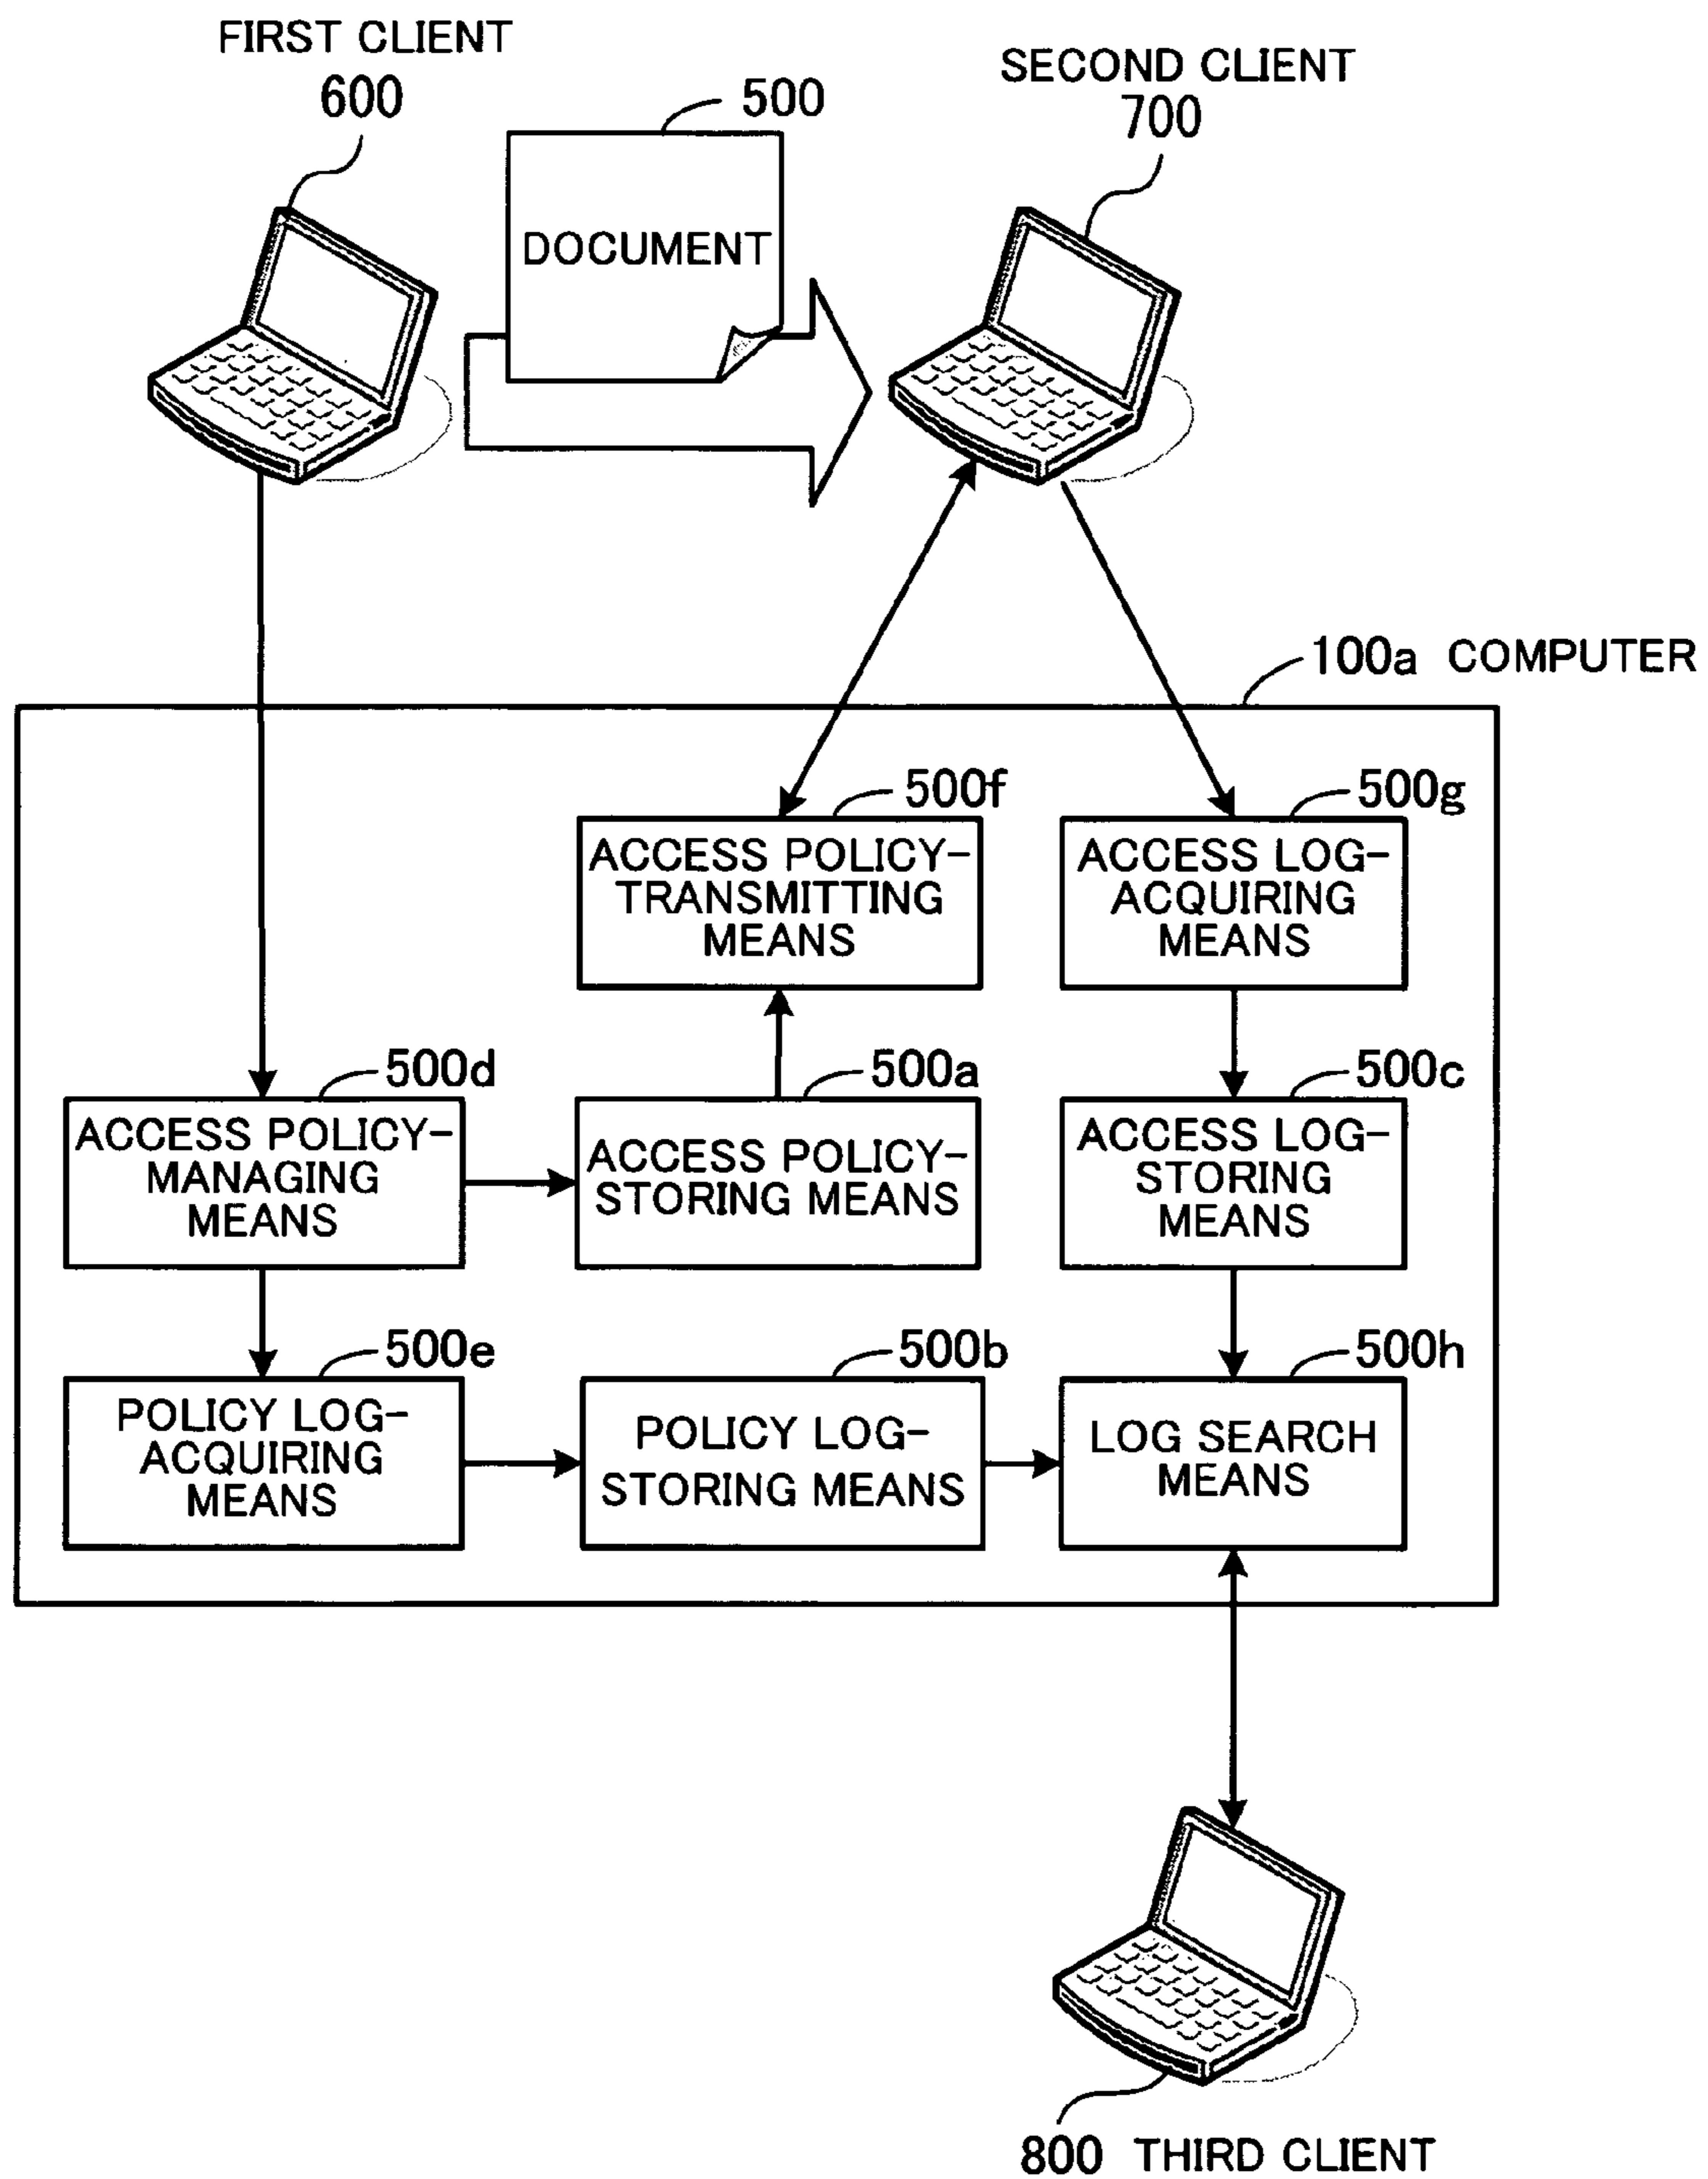 FIRST CLIENT
600
500
SECOND CLIENT
700
DOCUMENT
100a COMPUTER
500f
ACCESS POLICY-
TRANSMITTING
MEANS
500g
ACCESS LOG-
ACQUIRING
MEANS
500d
ACCESS POLICY-
MANAGING
MEANS
500a
ACCESS POLICY-
STORING MEANS
500c
ACCESS LOG-
STORING
MEANS
500e
POLICY LOG-
ACQUIRING
MEANS
500b
POLICY LOG-
STORING MEANS
500h
LOG SEARCH
MEANS
800 THIRD CLIENT